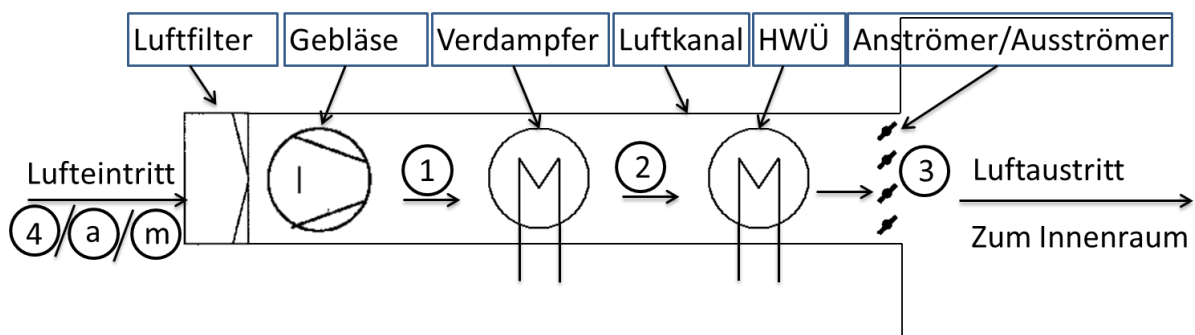 Luftfilter
Gebläse
Verdampfer
Luftkanal
HWÜ
Anströmer/Ausströmer
Lufteintritt
4/a/m
1
2
3
Luftaustritt
Zum Innenraum